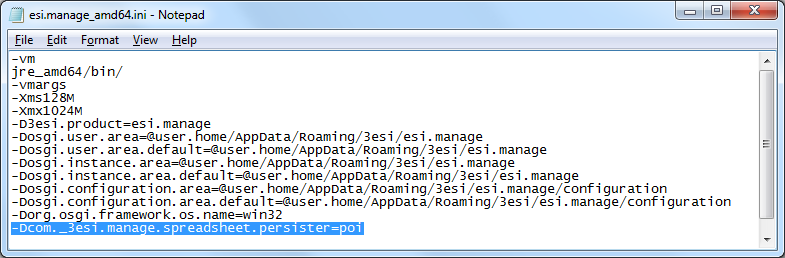 esi.manage_amd64.ini - Notepad
File Edit Format View Help
-vm
jre_amd64/bin/
-vmargs
-Xms128M
-Xmx1024M
-D3esi.product=esi.manage
-Dosgi.user.area=@user.home/AppData/Roaming/3esi/esi.manage
-Dosgi.user.area.default=@user.home/AppData/Roaming/3esi/esi.manage
-Dosgi.instance.area=@user.home/AppData/Roaming/3esi/esi.manage
-Dosgi.instance.area.default=@user.home/AppData/Roaming/3esi/esi.manage
-Dosgi.configuration.area=@user.home/AppData/Roaming/3esi/esi.manage/configuration
-Dosgi.configuration.area.default=@user.home/AppData/Roaming/3esi/esi.manage/configuration
-Dorg.osgi.framework.os.name=win32
-Dcom._3esi.manage.spreadsheet.persister=poi